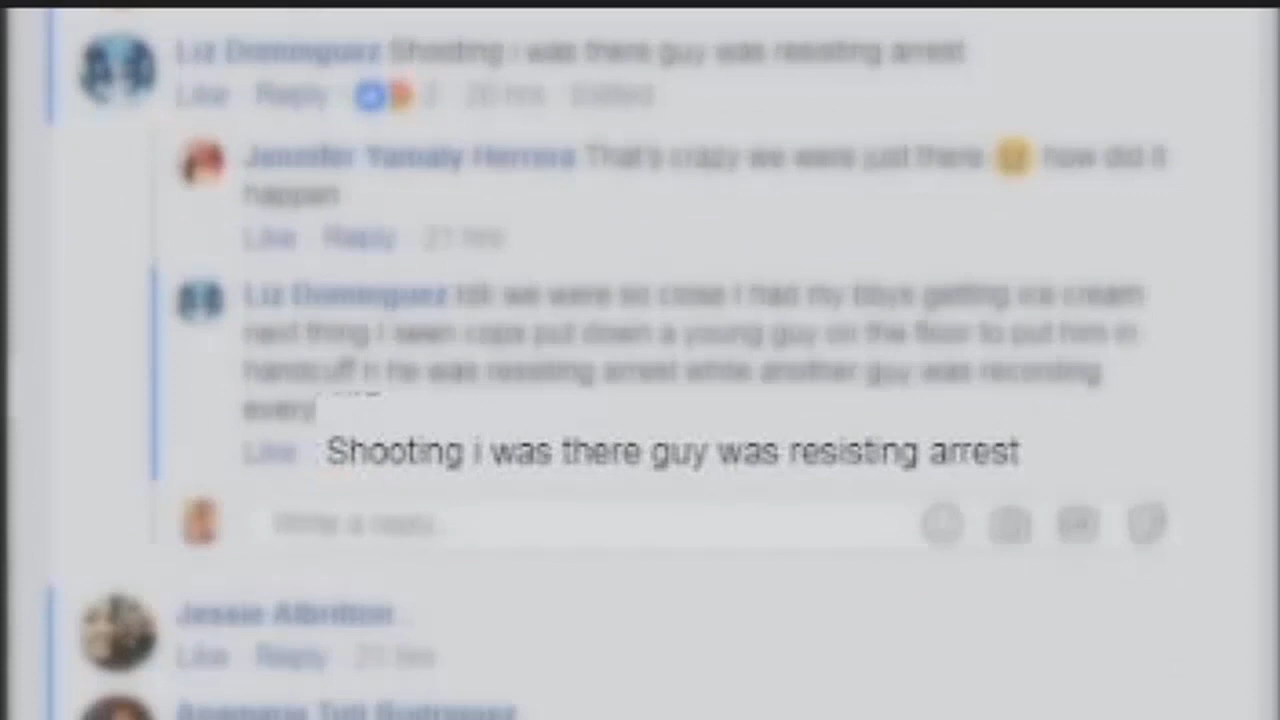 Liz Dominguez Shooting i was there guy was resisting arrest
Like Reply 2 20 hrs Edited
Jennifer Yamaly Herrera That's crazy we were just there how did it
happen
Like Reply 21 hrs
Liz Dominguez we were so close I had my bbys getting ice cream
next thing I seen cops put down a young guy on the floor to put him in
handcuff n he was resisting arrest while another guy was recording
every
Like Shooting i was there guy was resisting arrest
Write a reply...
Jessie Albritton
Like Reply 21 hrs
Rodriguez